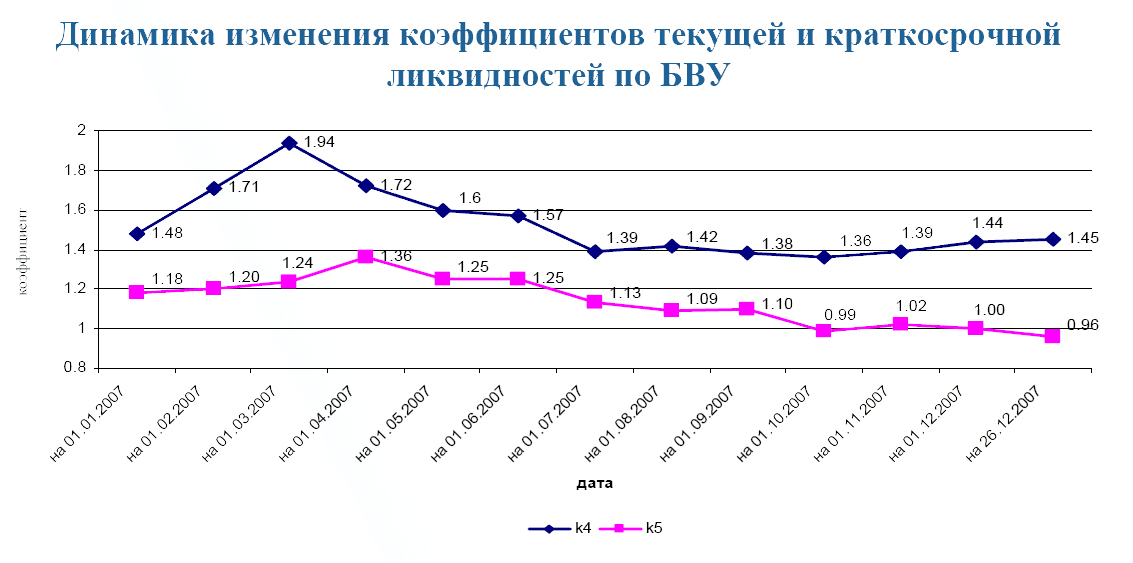 Динамика изменения коэффициентов текущей и краткосрочной
ликвидностей по БВУ
коэффициент
2
1.8
1.6
1.4
1.2
1
0.8
1.48
1.71
1.94
1.72
1.6
1.57
1.39
1.42
1.38
1.36
1.39
1.44
1.45
1.18
1.20
1.24
1.36
1.25
1.25
1.13
1.09
1.10
0.99
1.02
1.00
0.96
на 01.01.2007
на 01.02.2007
на 01.03.2007
на 01.04.2007
на 01.05.2007
на 01.06.2007
на 01.07.2007
на 01.08.2007
на 01.09.2007
на 01.10.2007
на 01.11.2007
на 01.12.2007
на 26.12.2007
дата
k4
k5